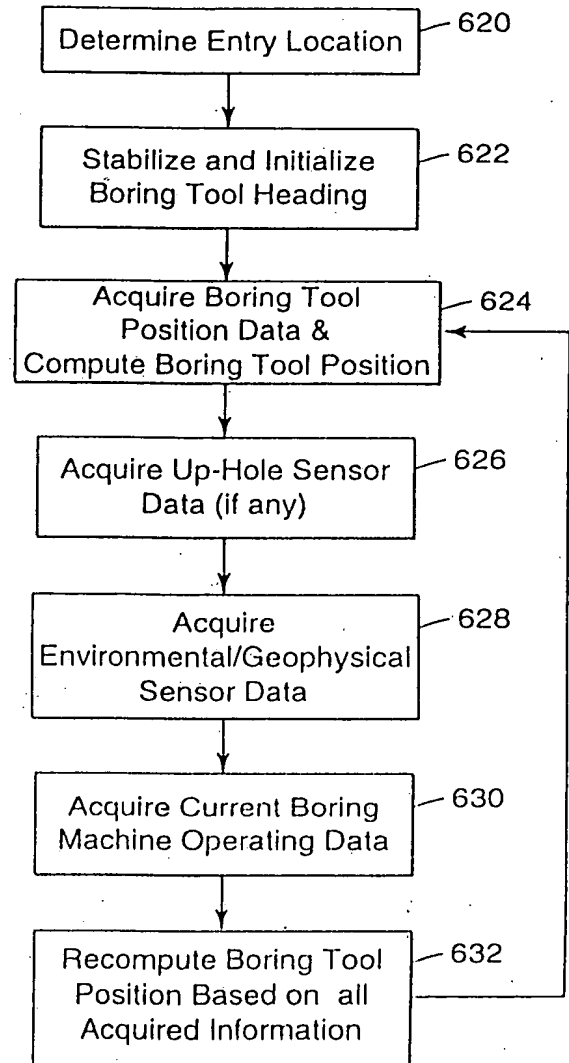 Determine Entry Location
620
Stabilize and Initialize
Boring Tool Heading
622
Acquire Boring Tool
Position Data &
Compute Boring Tool Position
624
Acquire Up-Hole Sensor
Data (if any)
626
Acquire
Environmental/Geophysical
Sensor Data
628
Acquire Current Boring
Machine Operating Data
630
Recompute Boring Tool
Position Based on all
Acquired Information
632